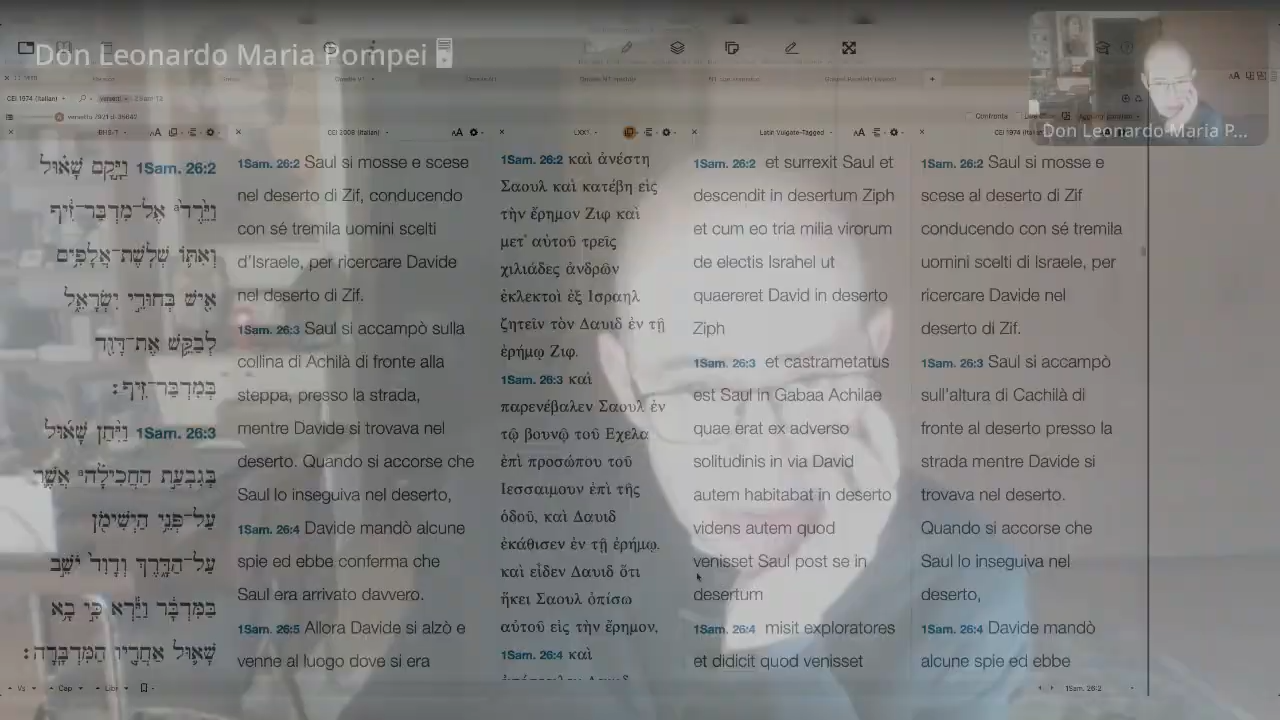 Don Leonardo Maria Pompei
Don Leonardo Maria P...
CEI 1974 (Italian)
versetti
BHS/T
CEI 2008 (Italian)
LXX1
Latin Vulgate-Tagged
Confronta
1Sam. 26:2 וַיָּ֣קָם שָׁא֗וּל
וַיֵּ֙רֶד֙ אֶל־מִדְבַּר־זִ֔יף
וְאִתּ֛וֹ שְׁלֹֽשֶׁת־אֲלָפִ֥ים
אִ֖ישׁ בְּחוּרֵ֣י יִשְׂרָאֵ֑ל
לְבַקֵּ֥שׁ אֶת־דָּוִ֖ד
בְּמִדְבַּר־זִֽיף׃
1Sam. 26:3 וַיִּ֨חַן שָׁא֜וּל
בְּגִבְעַ֣ת הַחֲכִילָ֗ה אֲשֶׁ֛ר
עַל־פְּנֵ֥י הַיְשִׁימֹ֖ן
עַל־הַדָּ֑רֶךְ וְדָוִד֙ יֹשֵׁ֣ב
בַּמִּדְבָּ֔ר וַיַּ֕רְא כִּ֣י בָ֥א
שָׁא֛וּל אַחֲרָ֖יו הַמִּדְבָּֽרָה׃
1Sam. 26:2 Saul si mosse e scese
nel deserto di Zif, conducendo
con sé tremila uomini scelti
d’Israele, per ricercare Davide
nel deserto di Zif.
1Sam. 26:3 Saul si accampò sulla
collina di Achilà di fronte alla
steppa, presso la strada,
mentre Davide si trovava nel
deserto. Quando si accorse che
Saul lo inseguiva nel deserto,
1Sam. 26:4 Davide mandò alcune
spie ed ebbe conferma che
Saul era arrivato davvero.
1Sam. 26:5 Allora Davide si alzò e
venne al luogo dove si era
1Sam. 26:2 καὶ ἀνέστη
Σαουλ καὶ κατέβη εἰς
τὴν ἔρημον Ζιφ καὶ
μετ᾽ αὐτοῦ τρεῖς
χιλιάδες ἀνδρῶν
ἐκλεκτοὶ ἐξ Ισραηλ
ζητεῖν τὸν Δαυιδ ἐν τῇ
ἐρήμῳ Ζιφ.
1Sam. 26:3 καὶ
παρενέβαλεν Σαουλ ἐν
τῷ βουνῷ τοῦ Εχελα
ἐπὶ προσώπου τοῦ
Ιεσσαιμουν ἐπὶ τῆς
ὁδοῦ, καὶ Δαυιδ
ἐκάθισεν ἐν τῇ ἐρήμῳ.
καὶ εἶδεν Δαυιδ ὅτι
ἥκει Σαουλ ὀπίσω
αὐτοῦ εἰς τὴν ἔρημον,
1Sam. 26:4 καὶ
1Sam. 26:2 et surrexit Saul et
descendit in desertum Ziph
et cum eo tria milia virorum
de electis Israhel ut
quaereret David in deserto
Ziph
1Sam. 26:3 et castrametatus
est Saul in Gabaa Achilae
quae erat ex adverso
solitudinis in via David
autem habitabat in deserto
videns autem quod
venisset Saul post se in
desertum
1Sam. 26:4 misit exploratores
et didicit quod venisset
1Sam. 26:2 Saul si mosse e
scese al deserto di Zif
conducendo con sé tremila
uomini scelti di Israele, per
ricercare Davide nel
deserto di Zif.
1Sam. 26:3 Saul si accampò
sull’altura di Cachilà di
fronte al deserto presso la
strada mentre Davide si
trovava nel deserto.
Quando si accorse che
Saul lo inseguiva nel
deserto,
1Sam. 26:4 Davide mandò
alcune spie ed ebbe
1Sam. 26:2